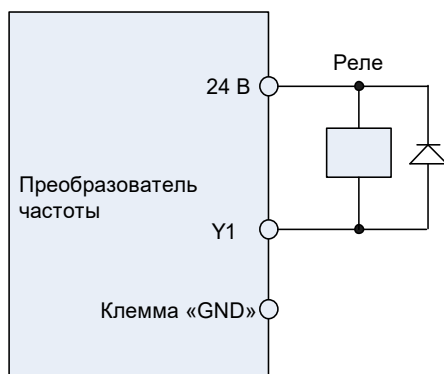 Реле
24 В
Преобразователь
частоты
Y1
Клемма «GND»